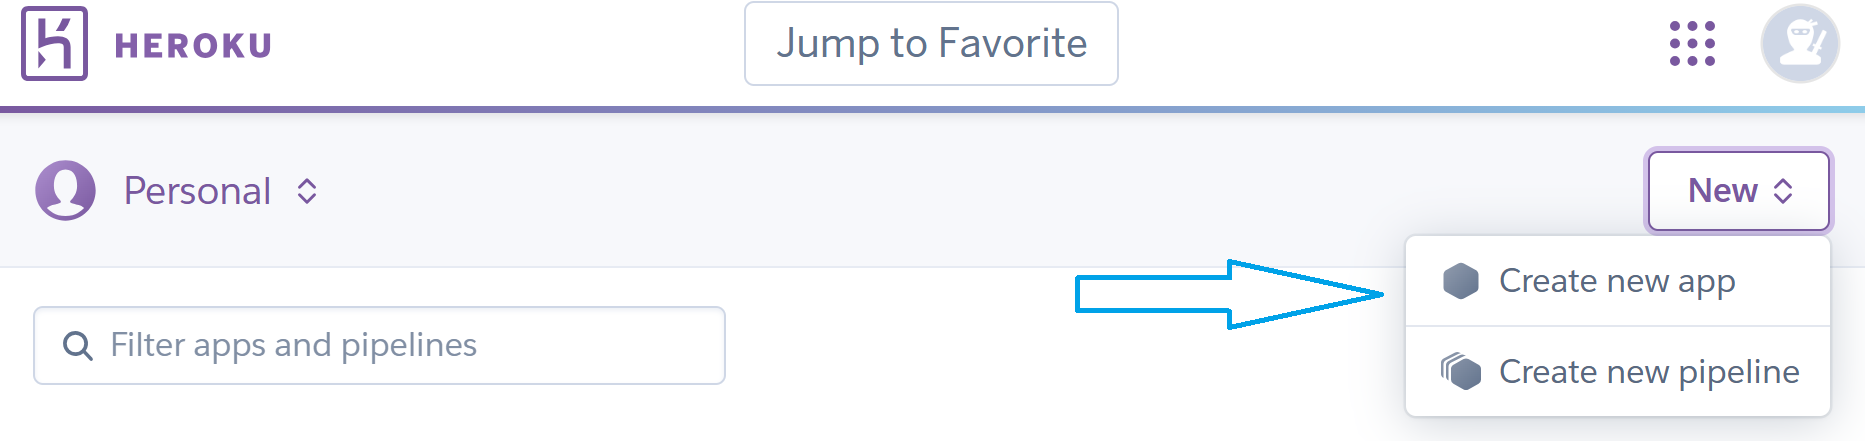 HEROKU
Jump to Favorite
Personal
New
Create new app
Filter apps and pipelines
Create new pipeline